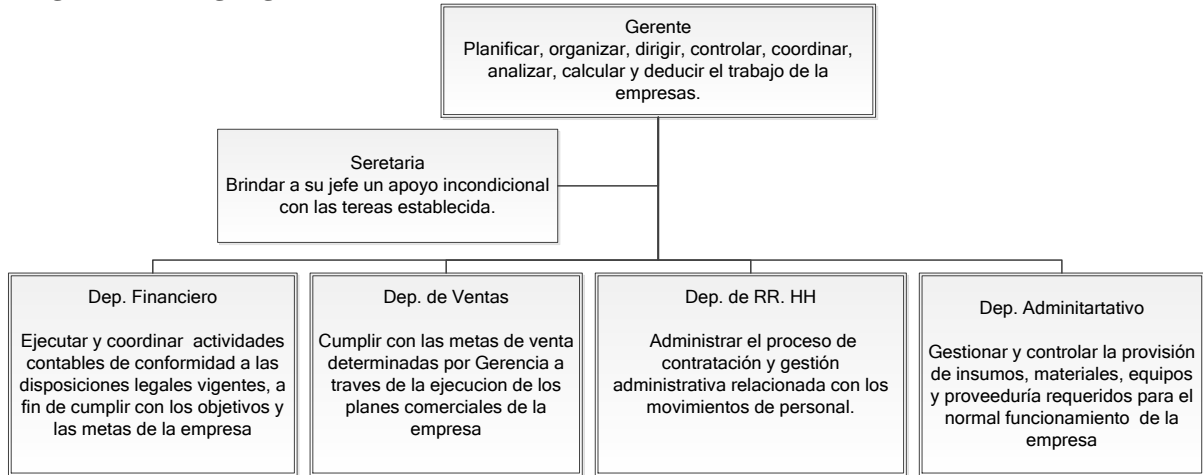 Gerente
Planificar, organizar, dirigir, controlar, coordinar,
analizar, calcular y deducir el trabajo de la
empresas.
Seretaria
Brindar a su jefe un apoyo incondicional
con las tereas establecida.
Dep. Financiero
Ejecutar y coordinar actividades
contables de conformidad a las
disposiciones legales vigentes, a
fin de cumplir con los objetivos y
las metas de la empresa
Dep. de Ventas
Cumplir con las metas de venta
determinadas por Gerencia a
traves de la ejecucion de los
planes comerciales de la
empresa
Dep. de RR. HH
Administrar el proceso de
contratación y gestión
administrativa relacionada con los
movimientos de personal.
Dep. Adminitartativo
Gestionar y controlar la provisión
de insumos, materiales, equipos
y proveeduría requeridos para el
normal funcionamiento de la
empresa